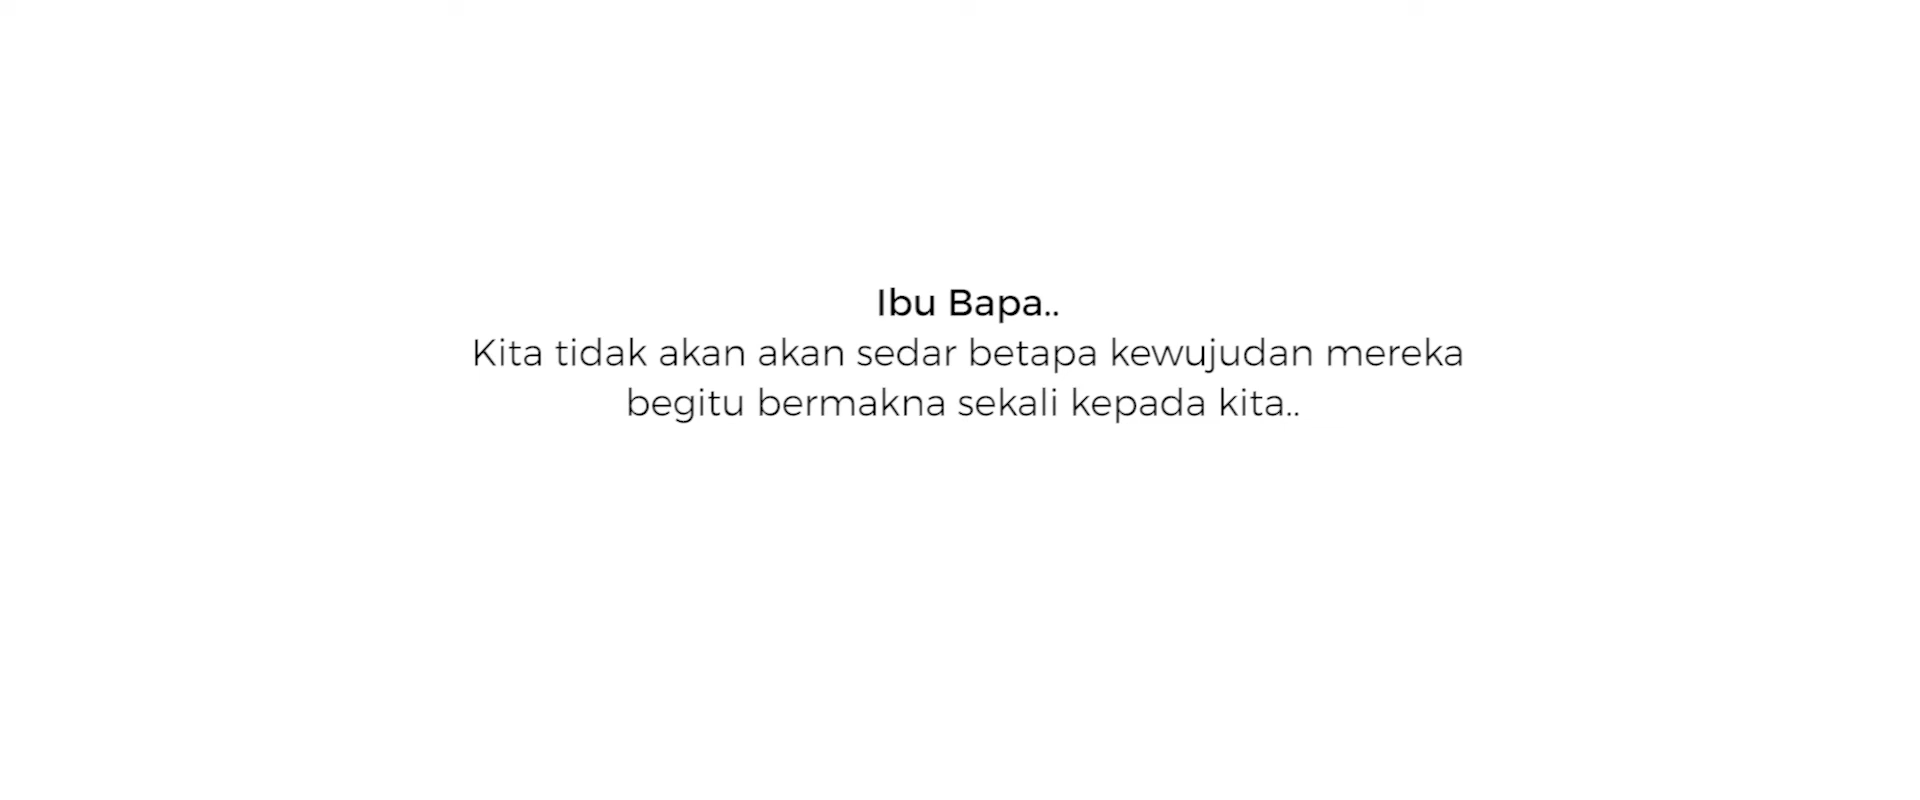 Ibu Bapa..
Kita tidak akan akan sedar betapa kewujudan mereka
begitu bermakna sekali kepada kita..